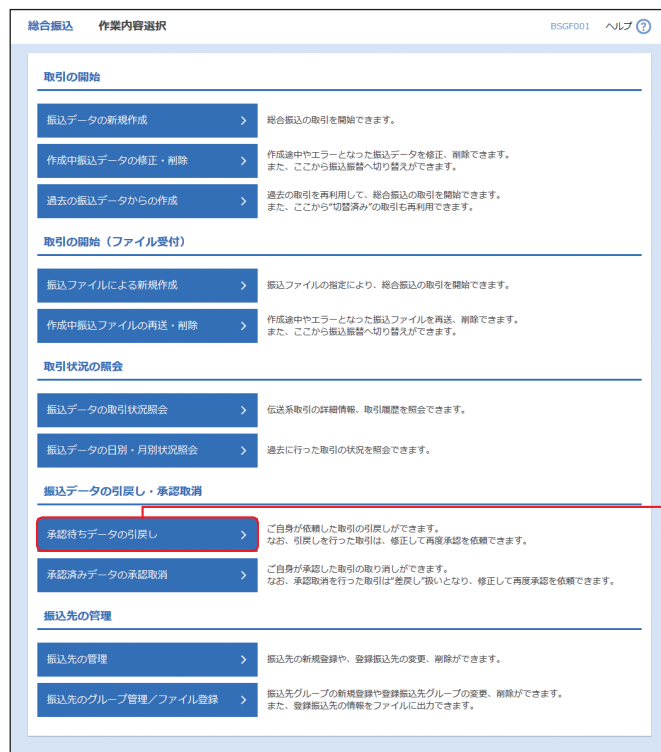 総合振込 作業内容選択 BSGF001 ヘルプ ?
取引の開始
振込データの新規作成 > 総合振込の取引を開始できます。
作成中振込データの修正・削除 > 作成途中やエラーとなった振込データを修正、削除できます。
また、ここから振込振替へ切り替えができます。
過去の振込データからの作成 > 過去の取引を再利用して、総合振込の取引を開始できます。
また、ここから"切替済み"の取引も再利用できます。
取引の開始（ファイル受付）
振込ファイルによる新規作成 > 振込ファイルの指定により、総合振込の取引を開始できます。
作成中振込ファイルの再送・削除 > 作成途中やエラーとなった振込ファイルを再送、削除できます。
また、ここから振込振替へ切り替えができます。
取引状況の照会
振込データの取引状況照会 > 伝送系取引の詳細情報、取引履歴を照会できます。
振込データの日別・月別状況照会 > 過去に行った取引の状況を照会できます。
振込データの引戻し・承認取消
承認待ちデータの引戻し > ご自身が依頼した取引の引戻しができます。
なお、引戻しを行った取引は、修正して再度承認を依頼できます。
承認済みデータの承認取消 > ご自身が承認した取引の取り消しができます。
なお、承認取消を行った取引は"差戻し"扱いとなり、修正して再度承認を依頼できます。
振込先の管理
振込先の管理 > 振込先の新規登録や、登録振込先の変更、削除ができます。
振込先のグループ管理／ファイル登録 > 振込先グループの新規登録や登録振込先グループの変更、削除ができます。
また、登録振込先の情報をファイルに出力できます。